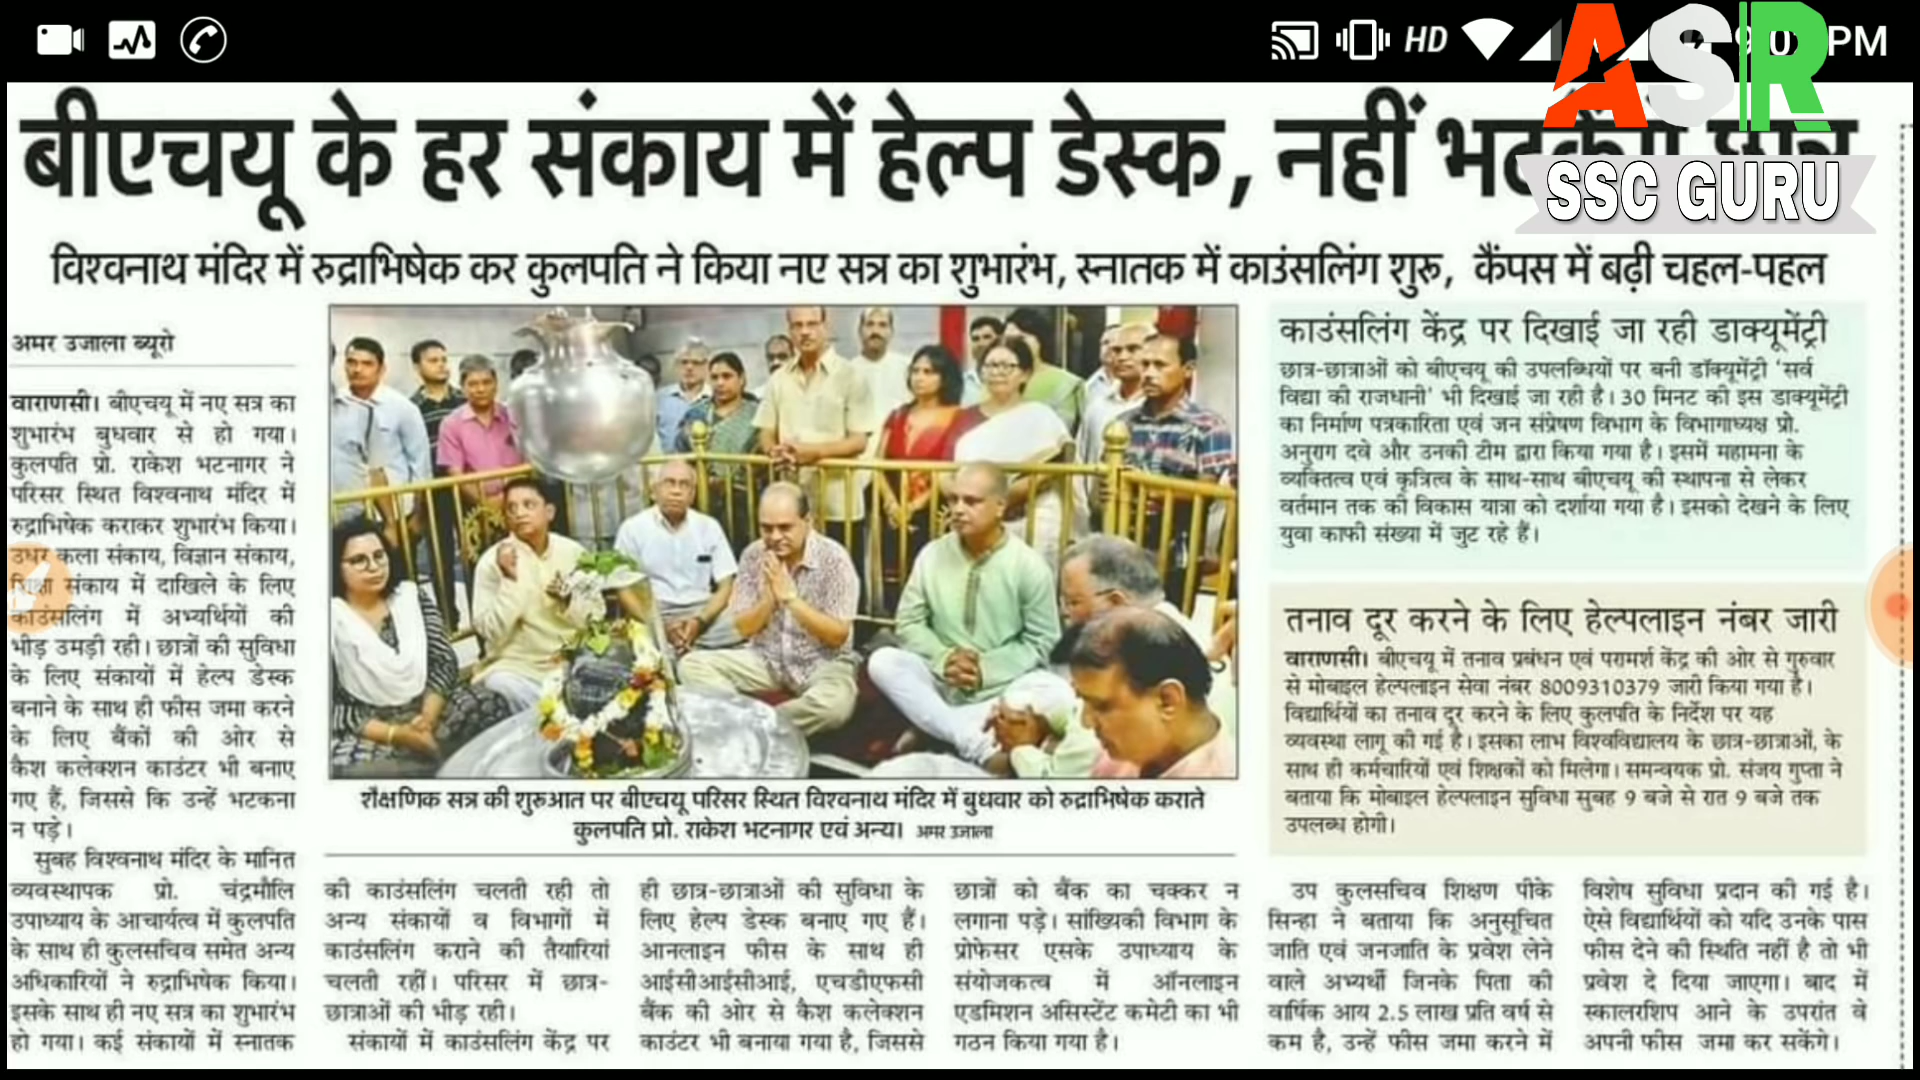 HD
PM
ASR
SSC GURU
बीएचयू के हर संकाय में हेल्प डेस्क, नहीं
विश्वनाथ मंदिर में रुद्राभिषेक कर कुलपति ने किया नए सत्र का शुभारंभ, स्नातक में काउंसलिंग शुरू, कैंपस में बढ़ी चहल-पहल
अमर उजाला ब्यूरो
वाराणसी। बीएचयू में नए सत्र का
शुभारंभ बुधवार से हो गया।
कुलपति प्रो. राकेश भटनागर ने
परिसर स्थित विश्वनाथ मंदिर में
रुद्राभिषेक कराकर शुभारंभ किया।
उधर कला संकाय, विज्ञान संकाय,
शिक्षा संकाय में दाखिले के लिए
काउंसलिंग में अभ्यर्थियों की
भीड़ उमड़ी रही। छात्रों की सुविधा
के लिए संकायों में हेल्प डेस्क
बनाने के साथ ही फीस जमा करने
के लिए बैंकों की ओर से
कैश कलेक्शन काउंटर भी बनाए
गए हैं, जिससे कि उन्हें भटकना
न पड़े।
सुबह विश्वनाथ मंदिर के मानित
व्यवस्थापक प्रो. चंद्रमौलि
उपाध्याय के आचार्यत्व में कुलपति
के साथ ही कुलसचिव समेत अन्य
अधिकारियों ने रुद्राभिषेक किया।
इसके साथ ही नए सत्र का शुभारंभ
हो गया। कई संकायों में स्नातक
शैक्षणिक सत्र की शुरुआत पर बीएचयू परिसर स्थित विश्वनाथ मंदिर में बुधवार को रुद्राभिषेक कराते
कुलपति प्रो. राकेश भटनागर एवं अन्य। अमर उजाला
की काउंसलिंग चलती रही तो
अन्य संकायों व विभागों में
काउंसलिंग कराने की तैयारियां
चलती रहीं। परिसर में छात्र-
छात्राओं की भीड़ रही।
संकायों में काउंसलिंग केंद्र पर
ही छात्र-छात्राओं की सुविधा के
लिए हेल्प डेस्क बनाए गए हैं।
आनलाइन फीस के साथ ही
आईसीआईसीआई, एचडीएफसी
बैंक की ओर से कैश कलेक्शन
काउंटर भी बनाया गया है, जिससे
छात्रों को बैंक का चक्कर न
लगाना पड़े। सांख्यिकी विभाग के
प्रोफेसर एसके उपाध्याय के
संयोजकत्व में ऑनलाइन
एडमिशन असिस्टेंट कमेटी का भी
गठन किया गया है।
काउंसलिंग केंद्र पर दिखाई जा रही डाक्यूमेंट्री
छात्र-छात्राओं को बीएचयू की उपलब्धियों पर बनी डॉक्यूमेंट्री 'सर्व
विद्या की राजधानी' भी दिखाई जा रही है। 30 मिनट की इस डाक्यूमेंट्री
का निर्माण पत्रकारिता एवं जन संप्रेषण विभाग के विभागाध्यक्ष प्रो.
अनुराग दवे और उनकी टीम द्वारा किया गया है। इसमें महामना के
व्यक्तित्व एवं कृत्रित्व के साथ-साथ बीएचयू की स्थापना से लेकर
वर्तमान तक की विकास यात्रा को दर्शाया गया है। इसको देखने के लिए
युवा काफी संख्या में जुट रहे हैं।
तनाव दूर करने के लिए हेल्पलाइन नंबर जारी
वाराणसी। बीएचयू में तनाव प्रबंधन एवं परामर्श केंद्र की ओर से गुरुवार
से मोबाइल हेल्पलाइन सेवा नंबर 8009310379 जारी किया गया है।
विद्यार्थियों का तनाव दूर करने के लिए कुलपति के निर्देश पर यह
व्यवस्था लागू की गई है। इसका लाभ विश्वविद्यालय के छात्र-छात्राओं, के
साथ ही कर्मचारियों एवं शिक्षकों को मिलेगा। समन्वयक प्रो. संजय गुप्ता ने
बताया कि मोबाइल हेल्पलाइन सुविधा सुबह 9 बजे से रात 9 बजे तक
उपलब्ध होगी।
उप कुलसचिव शिक्षण पीके
सिन्हा ने बताया कि अनुसूचित
जाति एवं जनजाति के प्रवेश लेने
वाले अभ्यर्थी जिनके पिता की
वार्षिक आय 2.5 लाख प्रति वर्ष से
कम है, उन्हें फीस जमा करने में
विशेष सुविधा प्रदान की गई है।
ऐसे विद्यार्थियों को यदि उनके पास
फीस देने की स्थिति नहीं है तो भी
प्रवेश दे दिया जाएगा। बाद में
स्कालरशिप आने के उपरांत वे
अपनी फीस जमा कर सकेंगे।